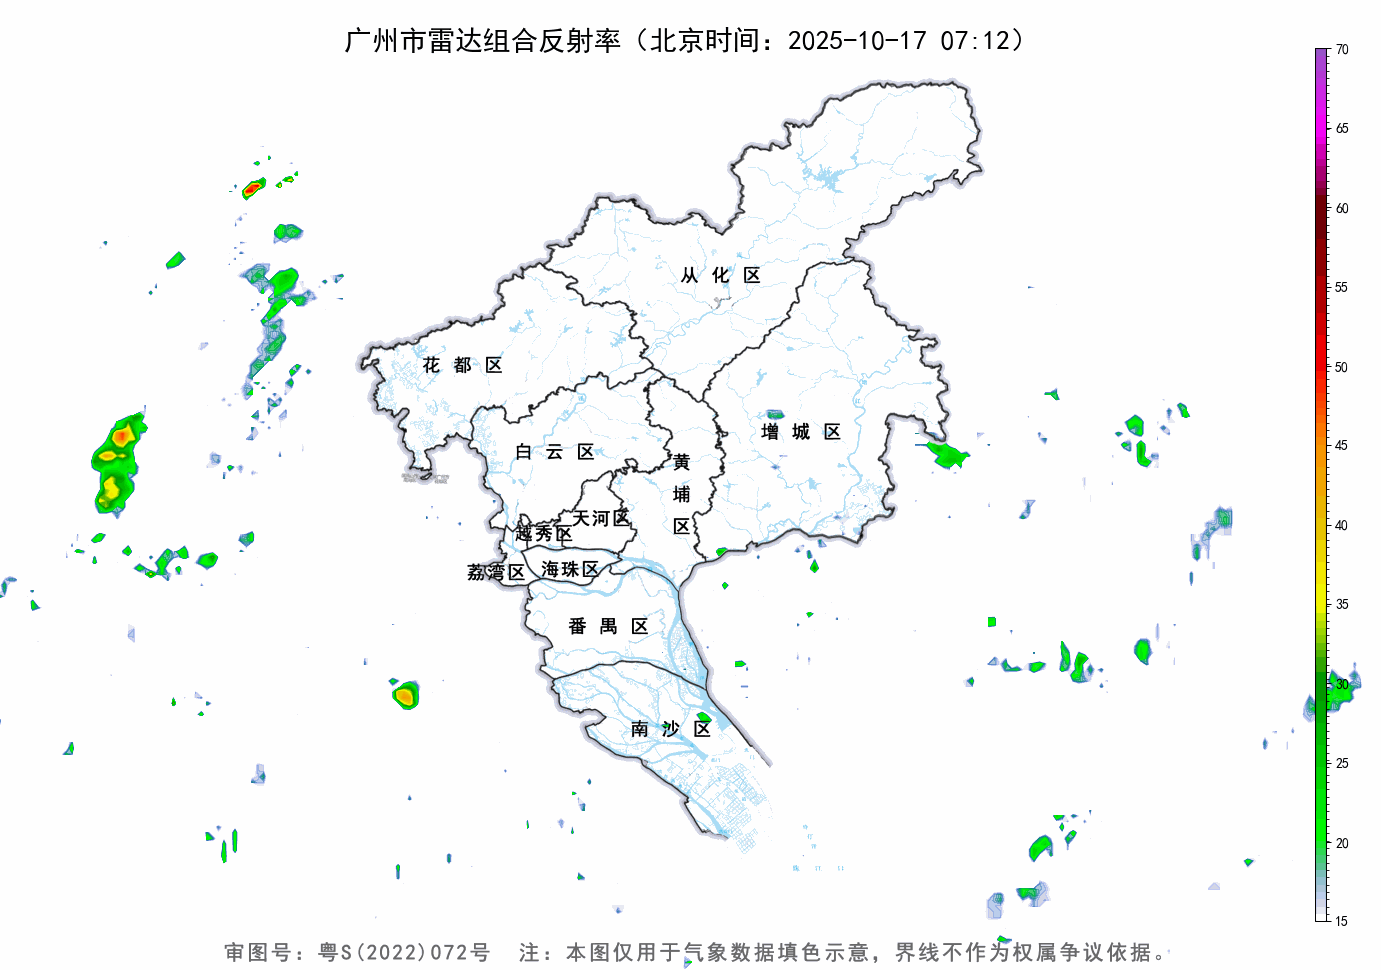 广州市雷达组合反射率（北京时间：2025-10-17 07:12）
70
65
60
55
50
45
40
35
30
25
20
15
从化区
花都区
增城区
白云区
黄埔区
天河区
越秀区
荔湾区
海珠区
番禺区
南沙区
审图号：粤S(2022)072号 注：本图仅用于气象数据填色示意，界线不作为权属争议依据。